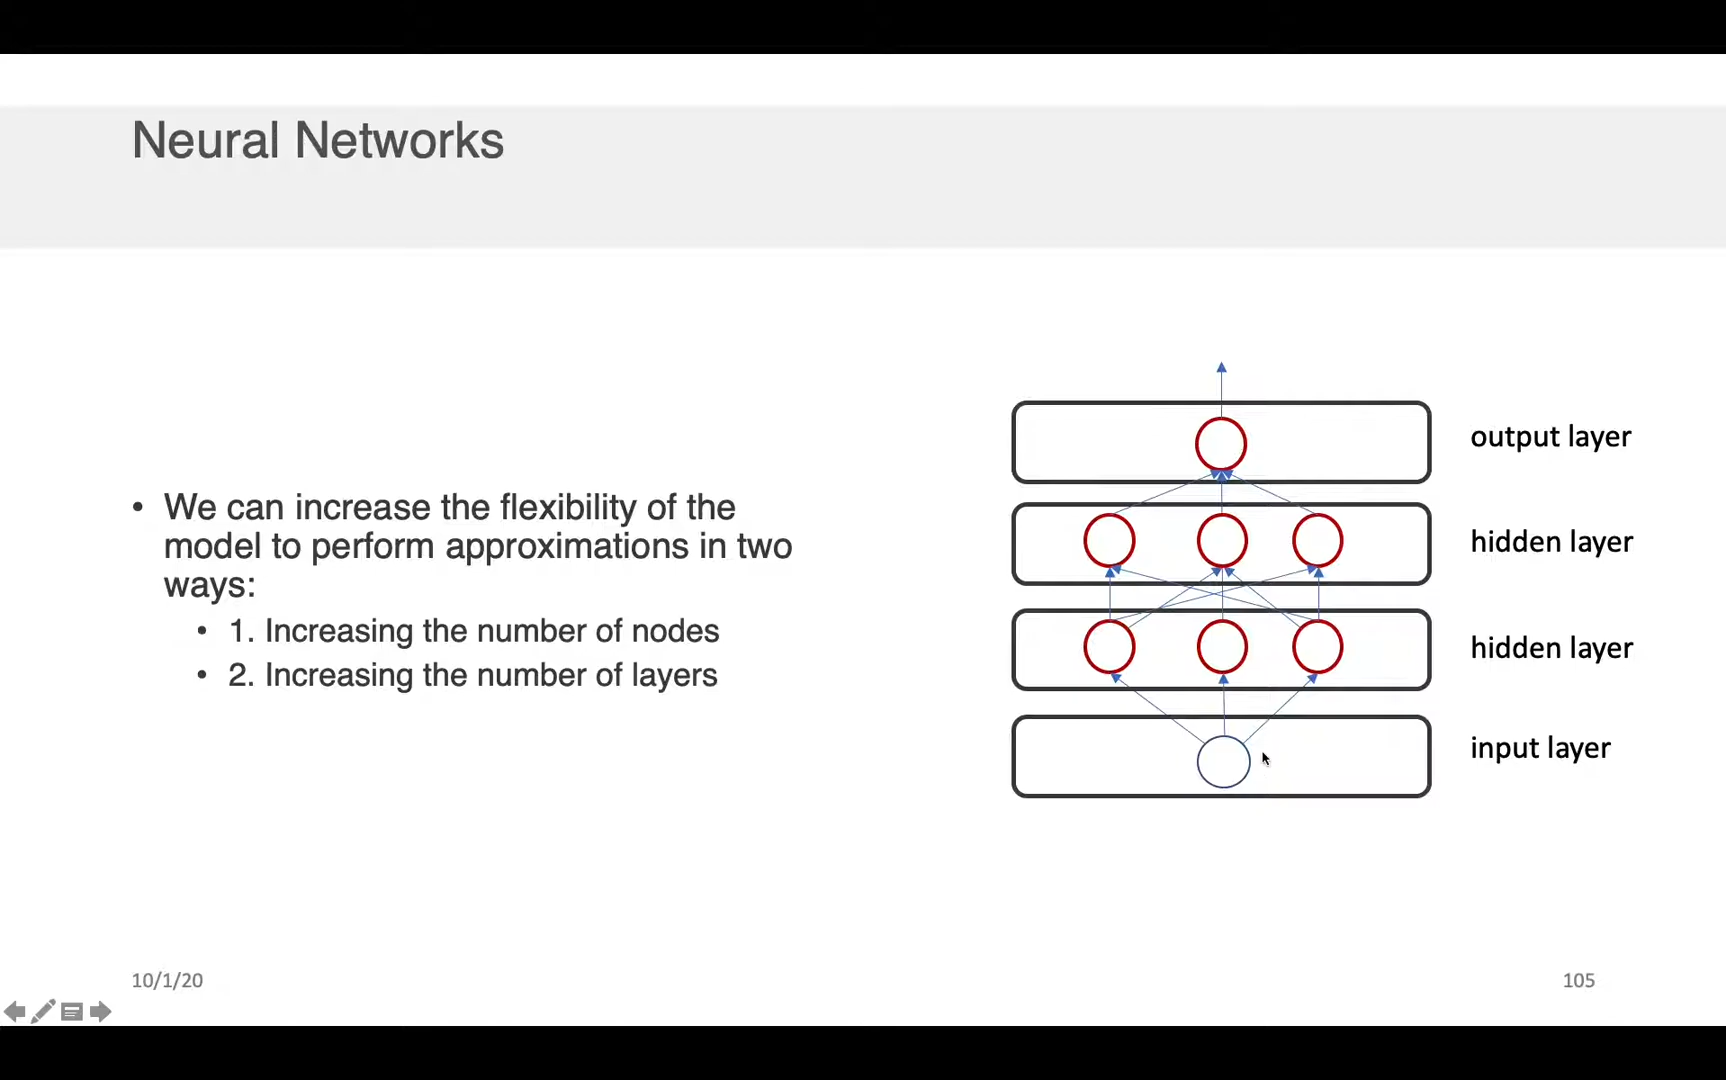 Neural Networks
• We can increase the flexibility of the
model to perform approximations in two
ways:
• 1. Increasing the number of nodes
• 2. Increasing the number of layers
output layer
hidden layer
hidden layer
input layer
10/1/20
105